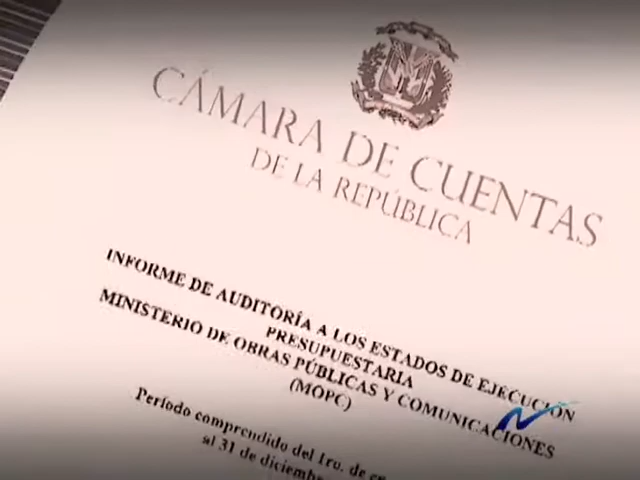 CÁMARA DE CUENTAS
DE LA REPÚBLICA
INFORME DE AUDITORÍA A LOS ESTADOS DE EJECUCIÓN
PRESUPUESTARIA
MINISTERIO DE OBRAS PÚBLICAS Y COMUNICACIONES
(MOPC)
Período comprendido del 1ro. de
al 31 de